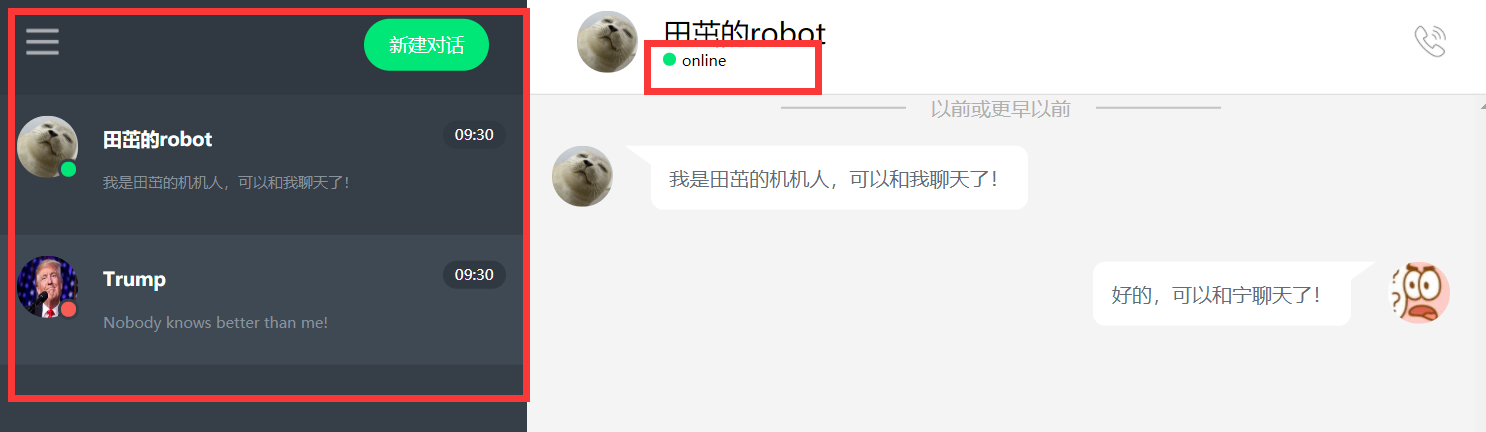 新建对话
田茁的robot
09:30
我是田茁的机机人，可以和我聊天了！
Trump
09:30
Nobody knows better than me!
田茁的robot
online
以前或更早以前
我是田茁的机机人，可以和我聊天了！
好的，可以和宁聊天了！